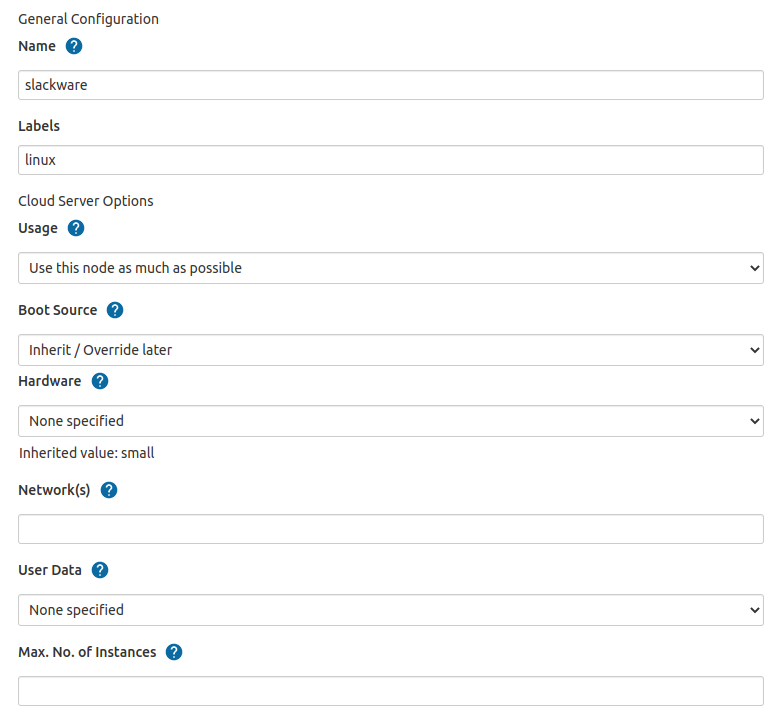 General Configuration
Name ?
slackware
Labels
linux
Cloud Server Options
Usage ?
Use this node as much as possible
Boot Source ?
Inherit / Override later
Hardware ?
None specified
Inherited value: small
Network(s) ?
User Data ?
None specified
Max. No. of Instances ?